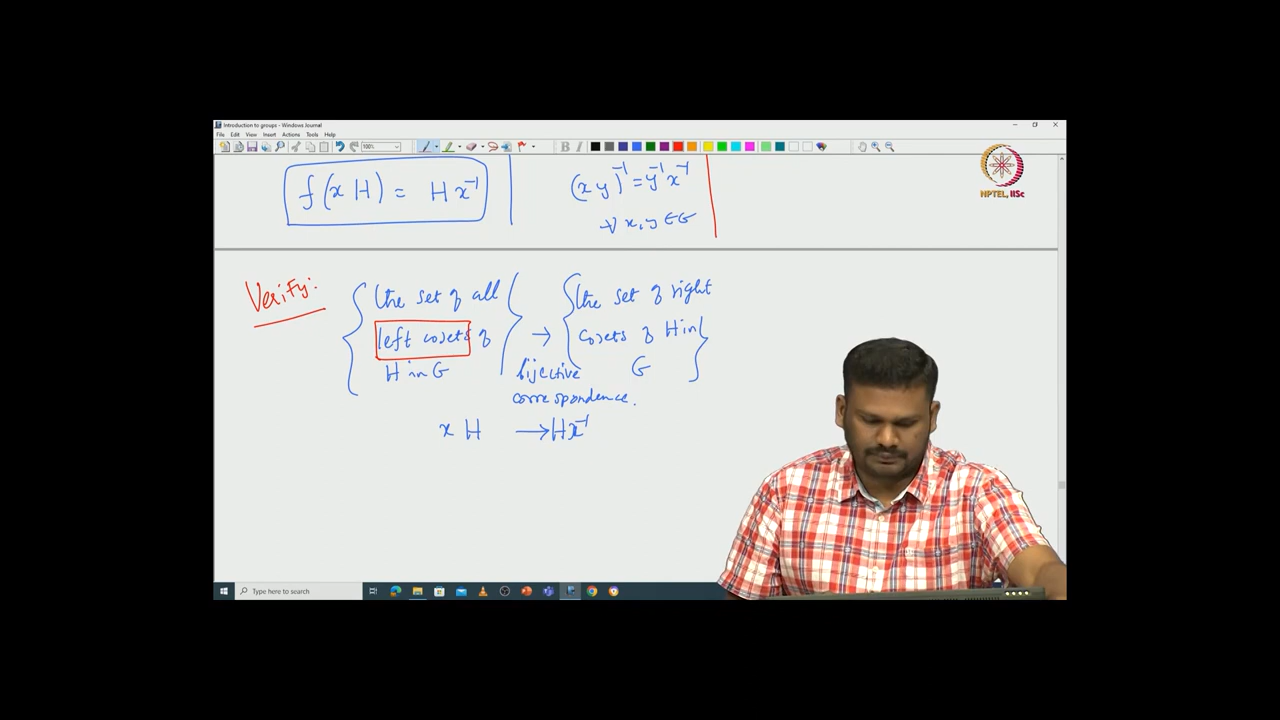 Introduction to groups - Windows Journal
File Edit View Insert Actions Tools Help
100%
B I
f(xH) = Hx⁻¹
(xy)⁻¹ = y⁻¹x⁻¹
∀ x, y ∈ G
NPTEL, IISc
Verify:
{ the set of all left cosets of H in G } → { the set of right cosets of H in G }
bijective
correspondence.
xH → Hx⁻¹
Type here to search